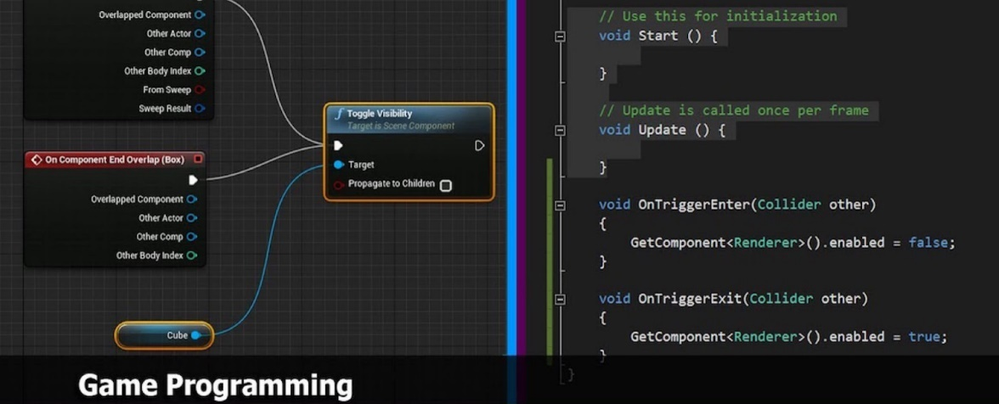 Overlapped Component
Other Actor
Other Comp
Other Body Index
From Sweep
Sweep Result
On Component End Overlap (Box)
Overlapped Component
Other Actor
Other Comp
Other Body Index
Cube
f Toggle Visibility
Target is Scene Component
Target
Propagate to Children
// Use this for initialization
void Start () {
}
// Update is called once per frame
void Update () {
}
void OnTriggerEnter(Collider other)
{
GetComponent<Renderer>().enabled = false;
}
void OnTriggerExit(Collider other)
{
GetComponent<Renderer>().enabled = true;
}
}
Game Programming